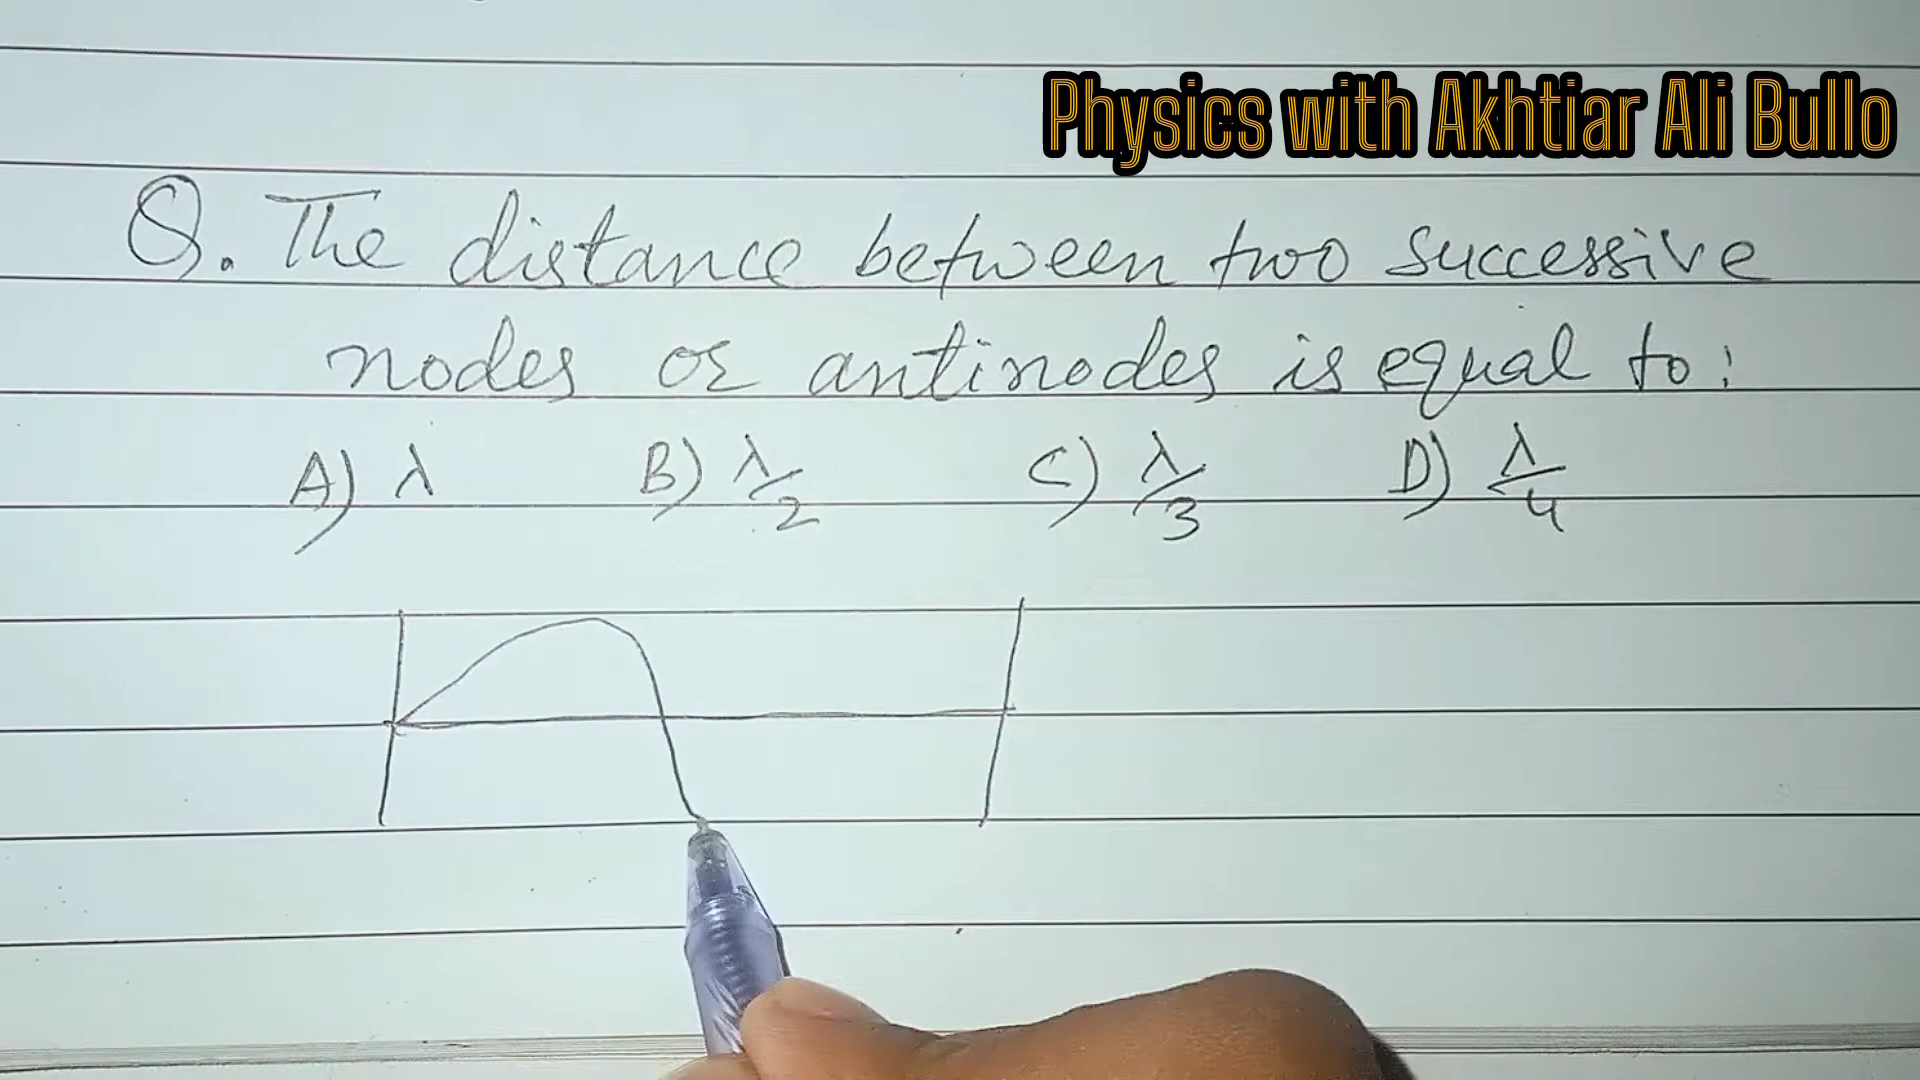 Physics with Akhtiar Ali Bullo
Q. The distance between two successive
nodes or antinodes is equal to:
A) λ B) λ/2 C) λ/3 D) λ/4